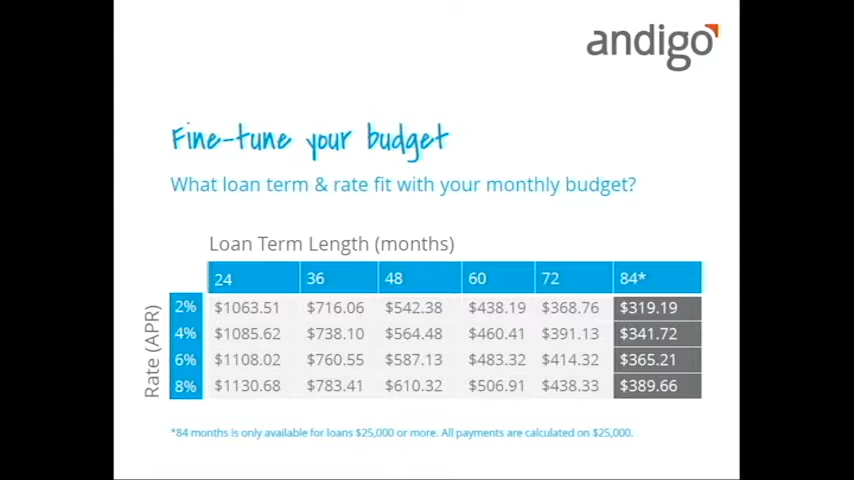 andigo
Fine-tune your budget
What loan term & rate fit with your monthly budget?
Loan Term Length (months)
24 36 48 60 72 84*
Rate (APR)
2% $1063.51 $716.06 $542.38 $438.19 $368.76 $319.19
4% $1085.62 $738.10 $564.48 $460.41 $391.13 $341.72
6% $1108.02 $760.55 $587.13 $483.32 $414.32 $365.21
8% $1130.68 $783.41 $610.32 $506.91 $438.33 $389.66
*84 months is only available for loans $25,000 or more. All payments are calculated on $25,000.